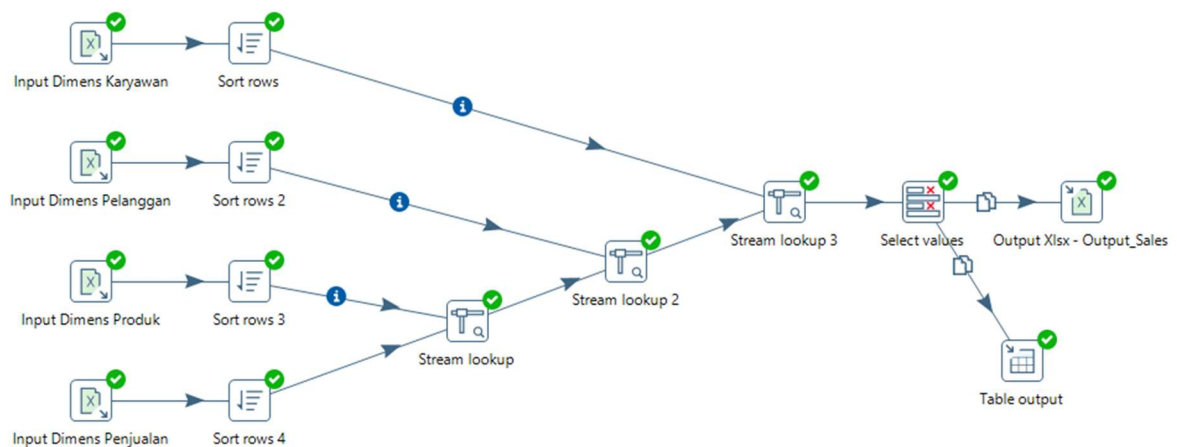 Input Dimens Karyawan
Sort rows
Input Dimens Pelanggan
Sort rows 2
Stream lookup 3
Select values
Output Xlsx - Output_Sales
Stream lookup 2
Input Dimens Produk
Sort rows 3
Stream lookup
Table output
Input Dimens Penjualan
Sort rows 4